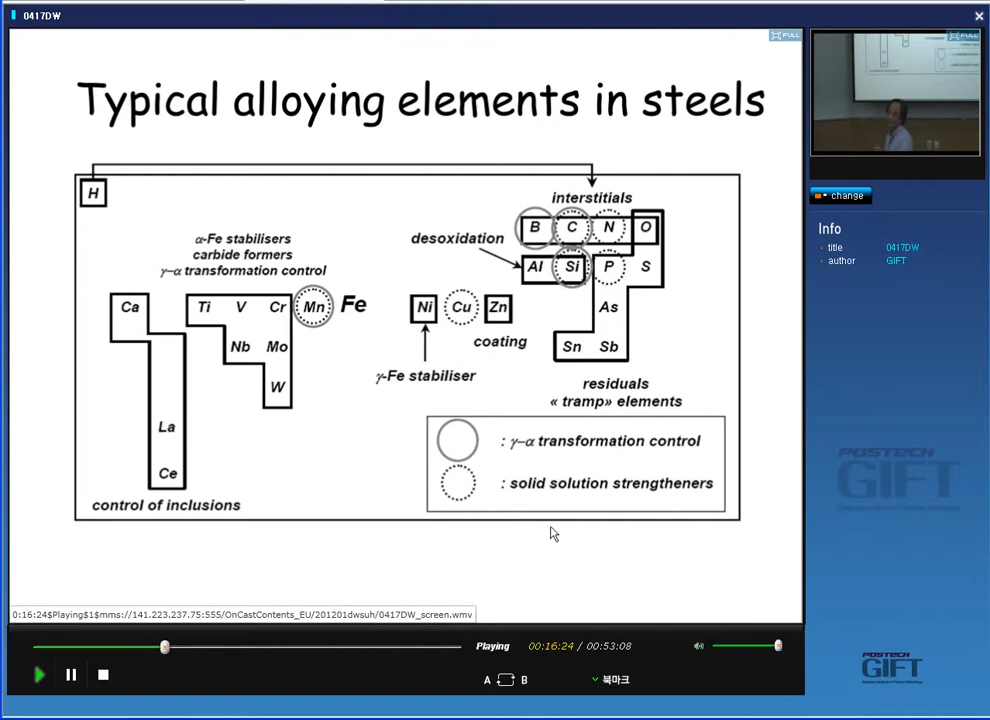 0417DW
FULL
Typical alloying elements in steels
H
interstitials
B C N O
α-Fe stabilisers
carbide formers
γ–α transformation control
desoxidation
Al Si P S
Ca Ti V Cr Mn Fe Ni Cu Zn As
Nb Mo
coating
Sn Sb
γ-Fe stabiliser
W
residuals
« tramp» elements
La
: γ–α transformation control
Ce
: solid solution strengtheners
control of inclusions
0:16:24$Playing$1$mms://141.223.237.75:555/OnCastContents_EU/201201dwsuh/0417DW_screen.wmv
Playing 00:16:24 / 00:53:08
A B
북마크
FULL
change
Info
title 0417DW
author GIFT
POSTECH
GIFT
POSTECH
GIFT